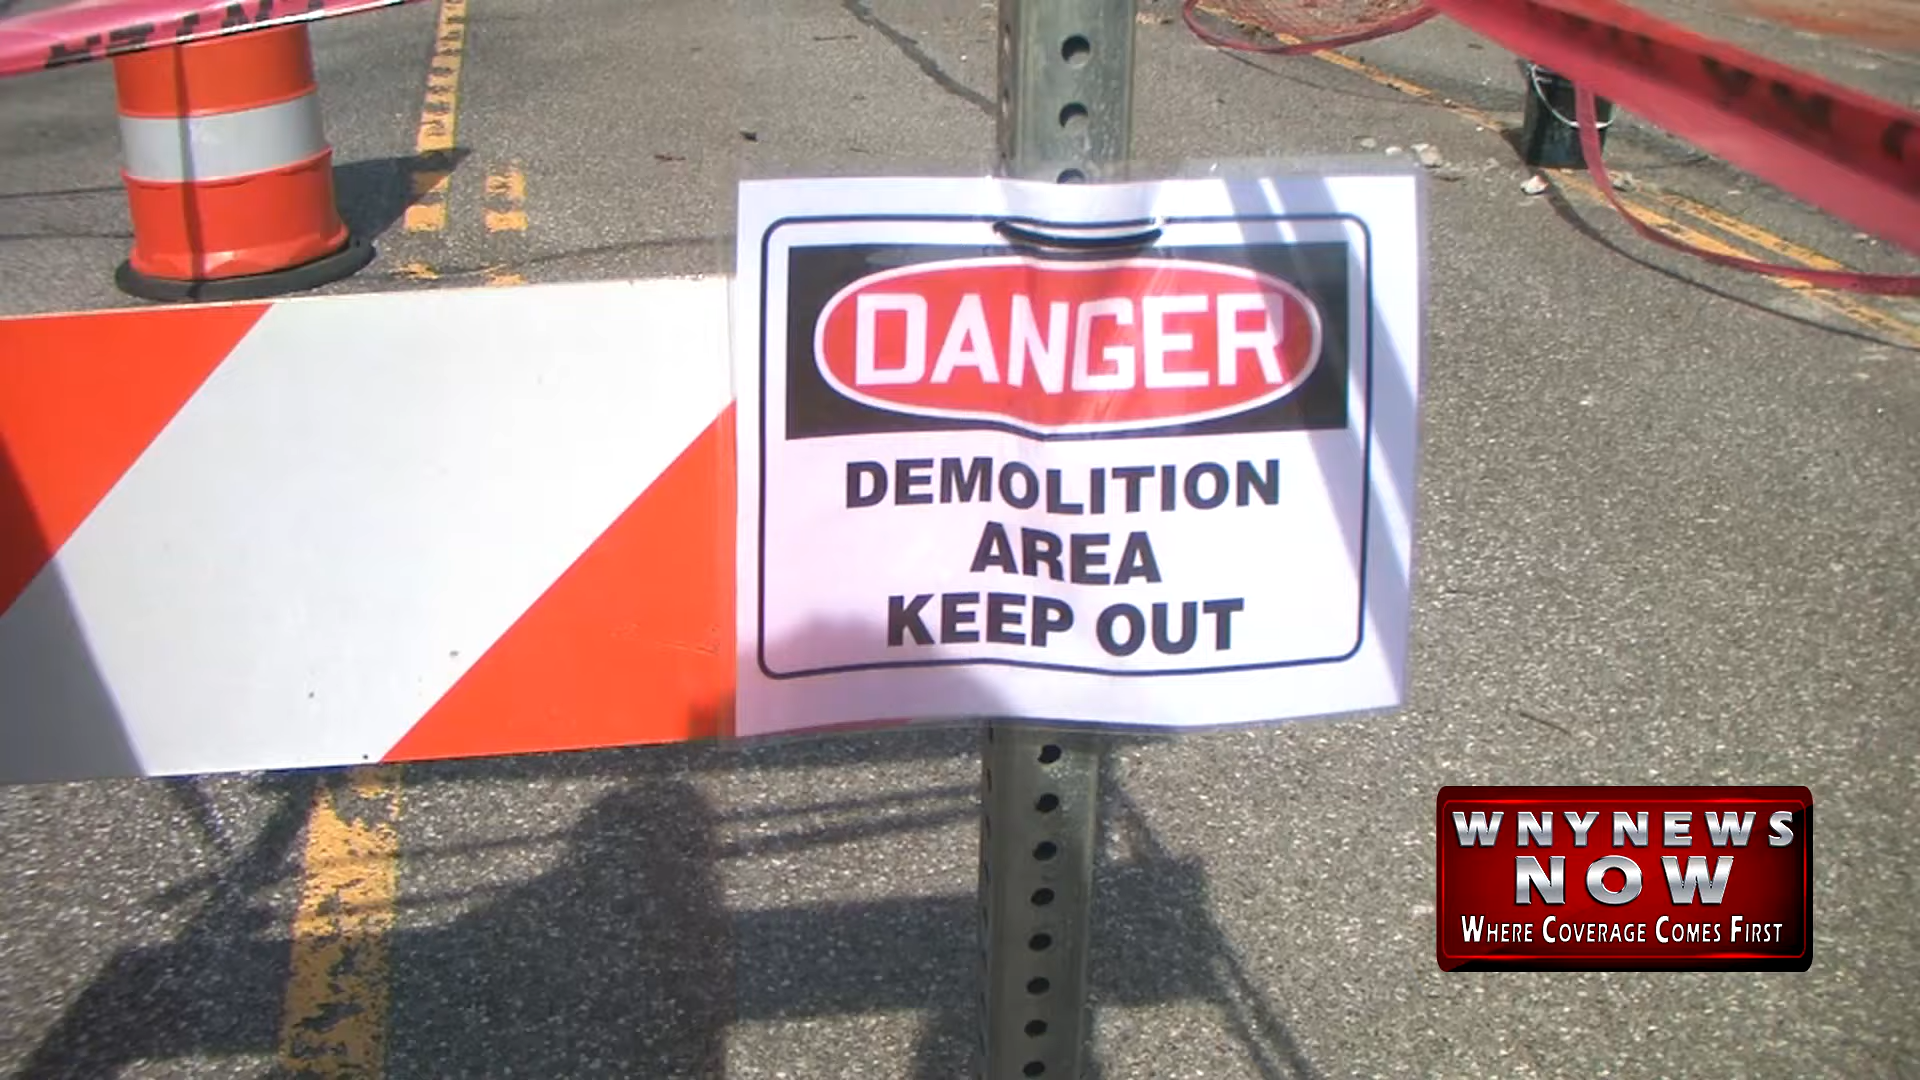 DANGER
DEMOLITION
AREA
KEEP OUT
WNYNEWS
NOW
WHERE COVERAGE COMES FIRST